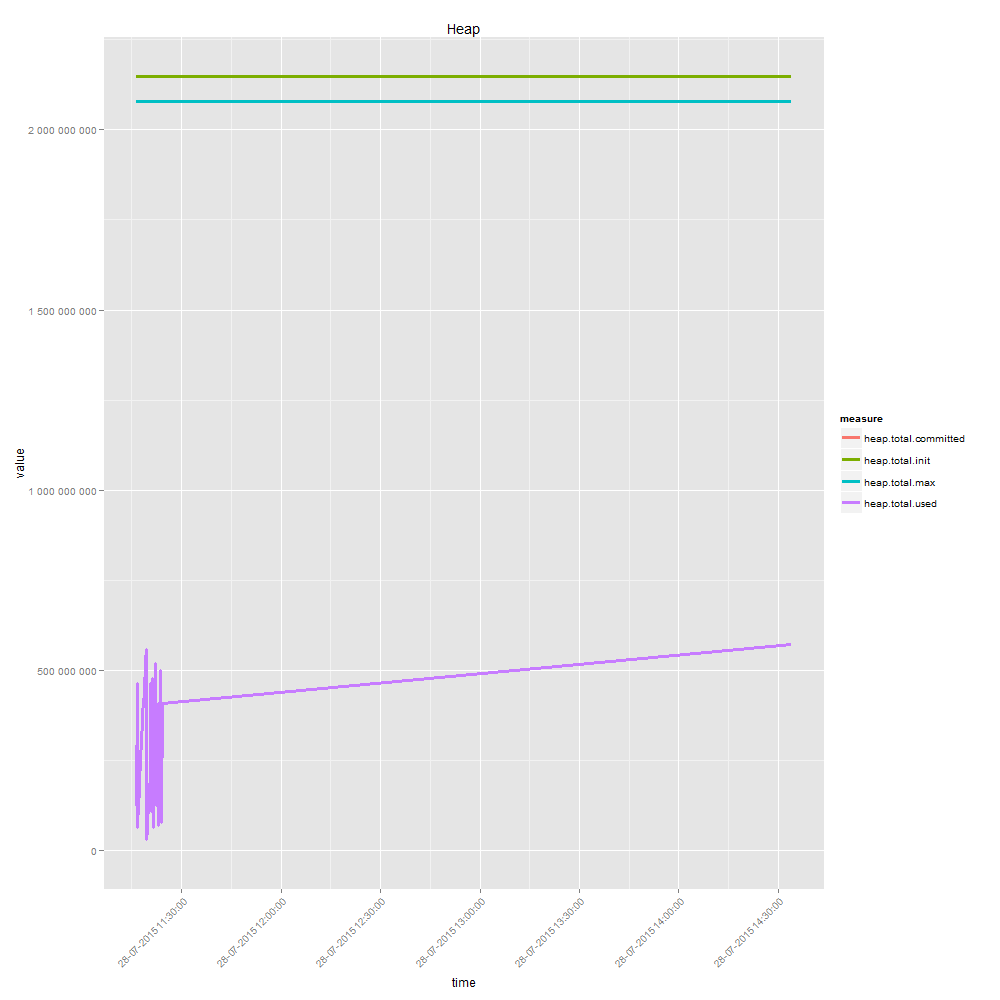 Heap
2 000 000 000
1 500 000 000
1 000 000 000
500 000 000
0
value
28-07-2015 11:30:00
28-07-2015 12:00:00
28-07-2015 12:30:00
28-07-2015 13:00:00
28-07-2015 13:30:00
28-07-2015 14:00:00
28-07-2015 14:30:00
time
measure
heap.total.committed
heap.total.init
heap.total.max
heap.total.used